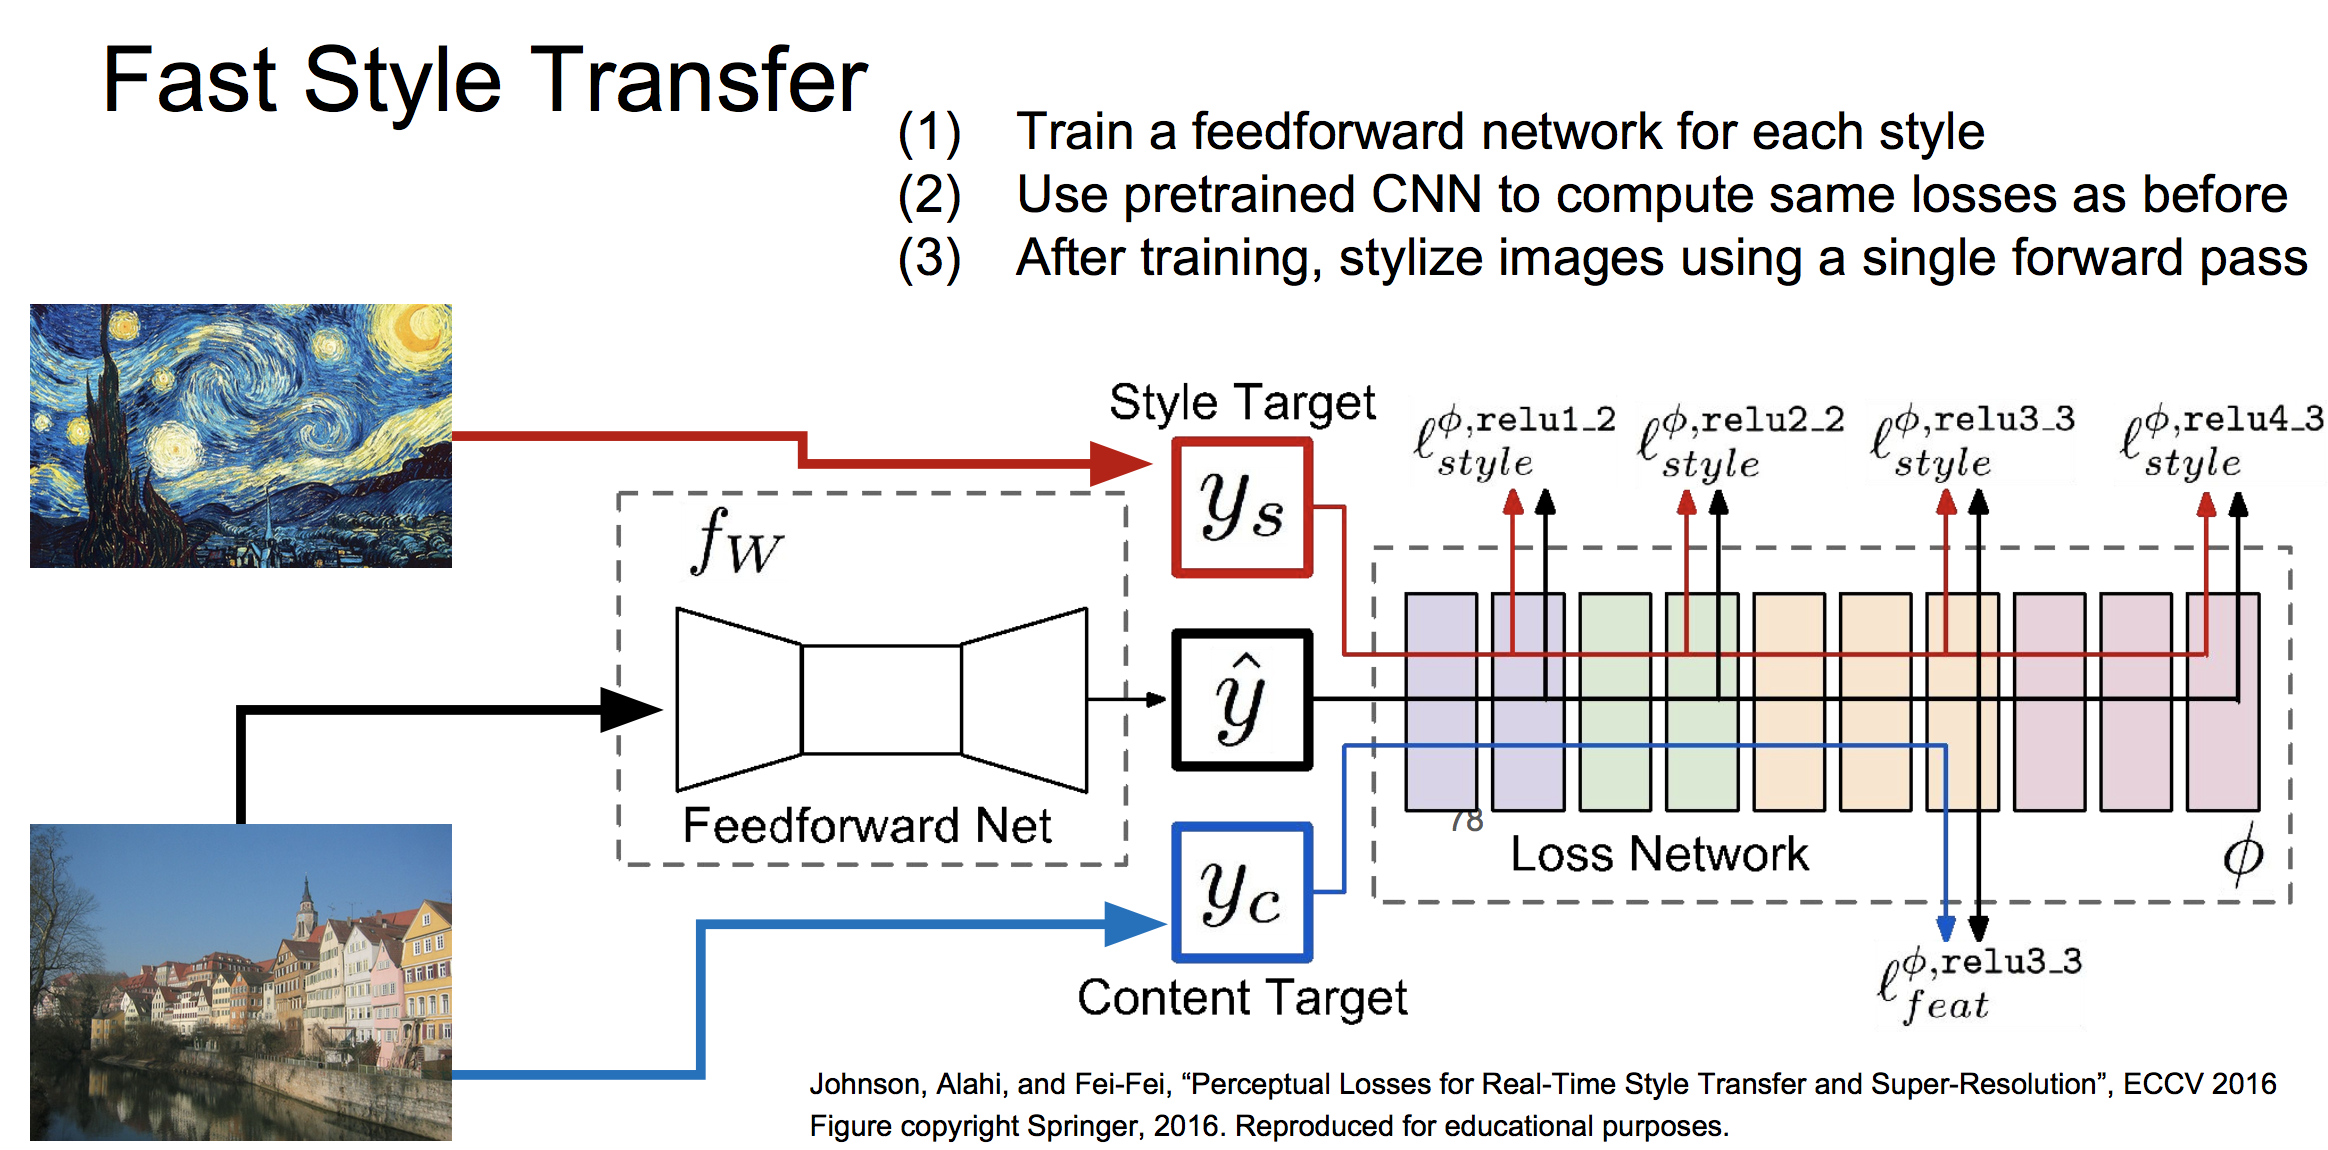 Fast Style Transfer
(1) Train a feedforward network for each style
(2) Use pretrained CNN to compute same losses as before
(3) After training, stylize images using a single forward pass
Style Target
ℓ^{ϕ,relu1_2}_{style}
ℓ^{ϕ,relu2_2}_{style}
ℓ^{ϕ,relu3_3}_{style}
ℓ^{ϕ,relu4_3}_{style}
y_s
f_W
ŷ
Feedforward Net
78
Loss Network
ϕ
y_c
Content Target
ℓ^{ϕ,relu3_3}_{feat}
Johnson, Alahi, and Fei-Fei, “Perceptual Losses for Real-Time Style Transfer and Super-Resolution”, ECCV 2016
Figure copyright Springer, 2016. Reproduced for educational purposes.